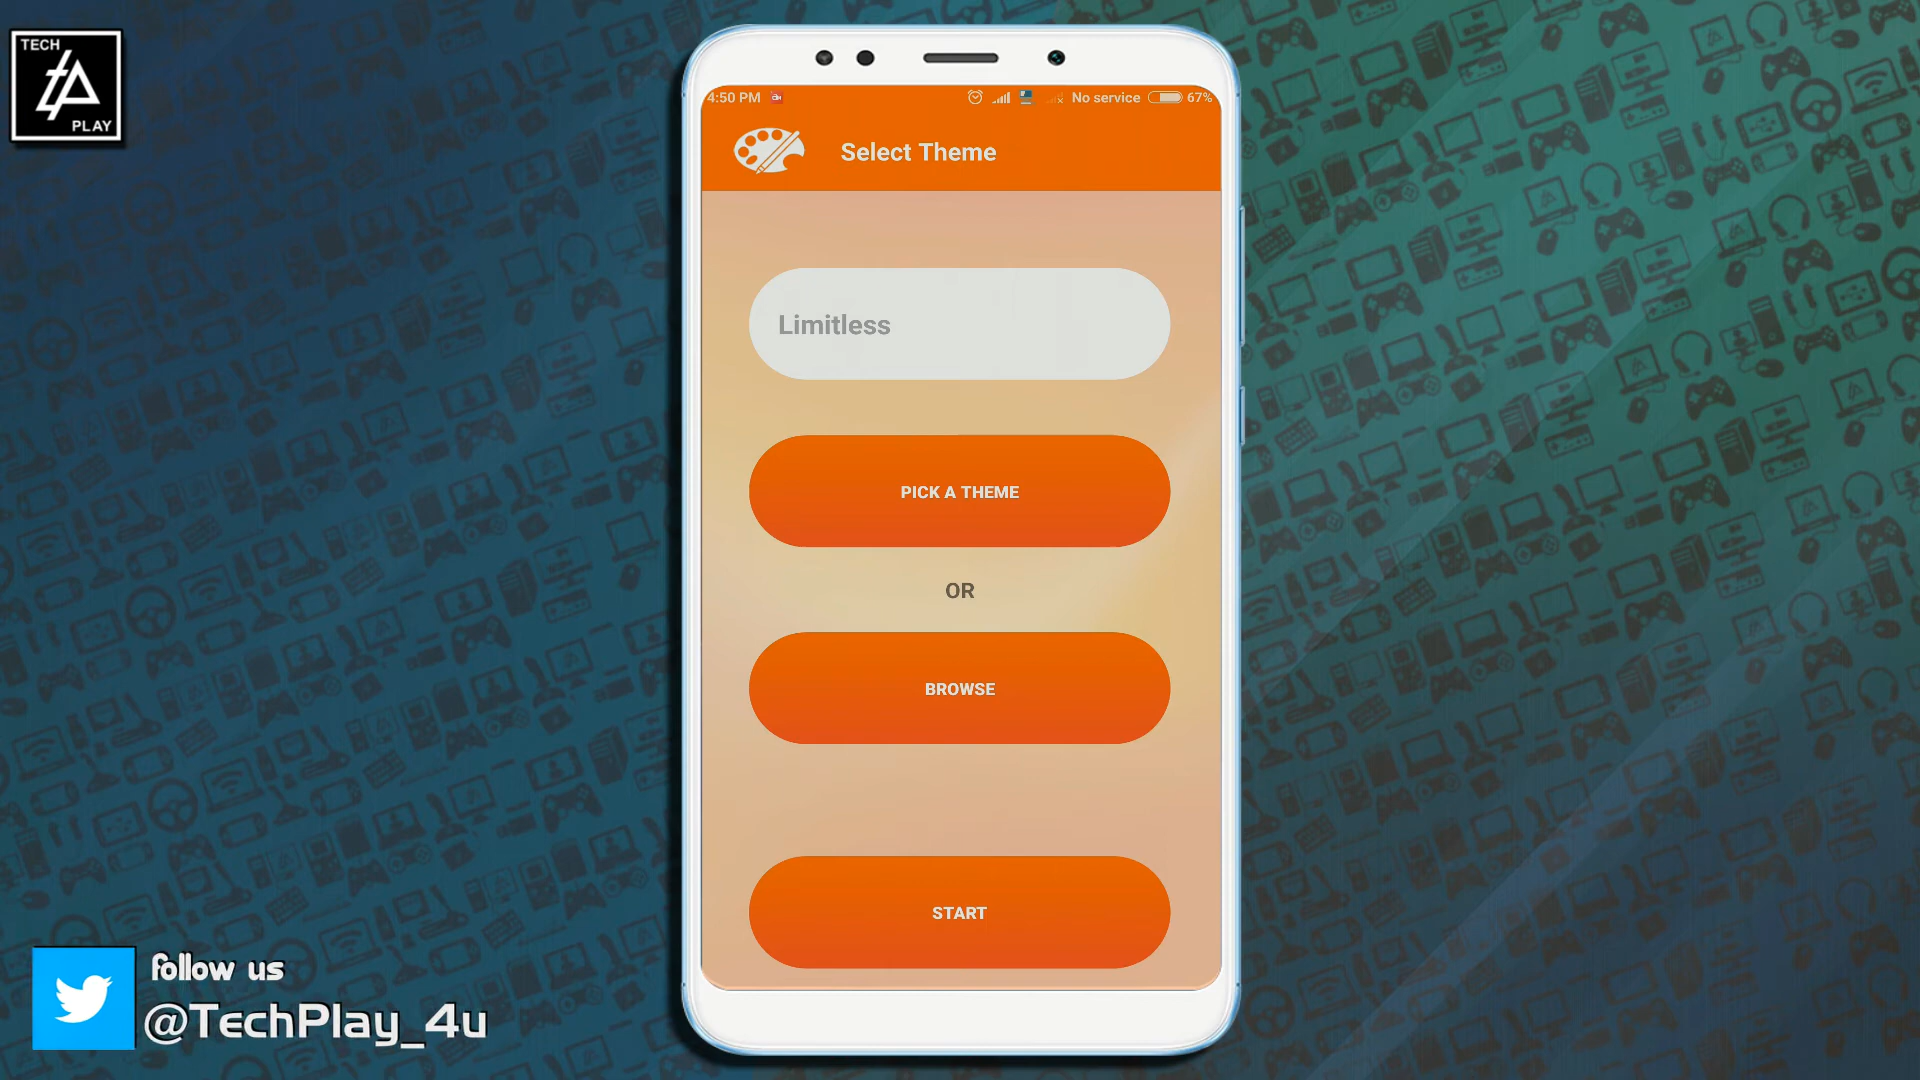 TECH
PLAY
4:50 PM
No service 67%
Select Theme
Limitless
PICK A THEME
OR
BROWSE
START
follow us
@TechPlay_4u